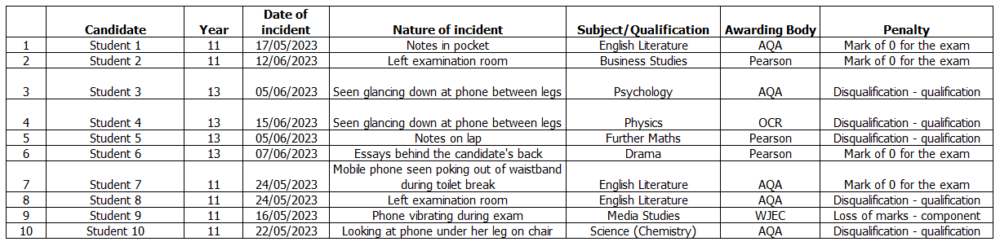 Candidate Year Date of incident Nature of incident Subject/Qualification Awarding Body Penalty
1 Student 1 11 17/05/2023 Notes in pocket English Literature AQA Mark of 0 for the exam
2 Student 2 11 12/06/2023 Left examination room Business Studies Pearson Mark of 0 for the exam
3 Student 3 13 05/06/2023 Seen glancing down at phone between legs Psychology AQA Disqualification - qualification
4 Student 4 13 15/06/2023 Seen glancing down at phone between legs Physics OCR Disqualification - qualification
5 Student 5 13 05/06/2023 Notes on lap Further Maths Pearson Disqualification - qualification
6 Student 6 13 07/06/2023 Essays behind the candidate's back Drama Pearson Mark of 0 for the exam
7 Student 7 11 24/05/2023 Mobile phone seen poking out of waistband during toilet break English Literature AQA Mark of 0 for the exam
8 Student 8 11 24/05/2023 Left examination room English Literature AQA Disqualification - qualification
9 Student 9 11 16/05/2023 Phone vibrating during exam Media Studies WJEC Loss of marks - component
10 Student 10 11 22/05/2023 Looking at phone under her leg on chair Science (Chemistry) AQA Disqualification - qualification